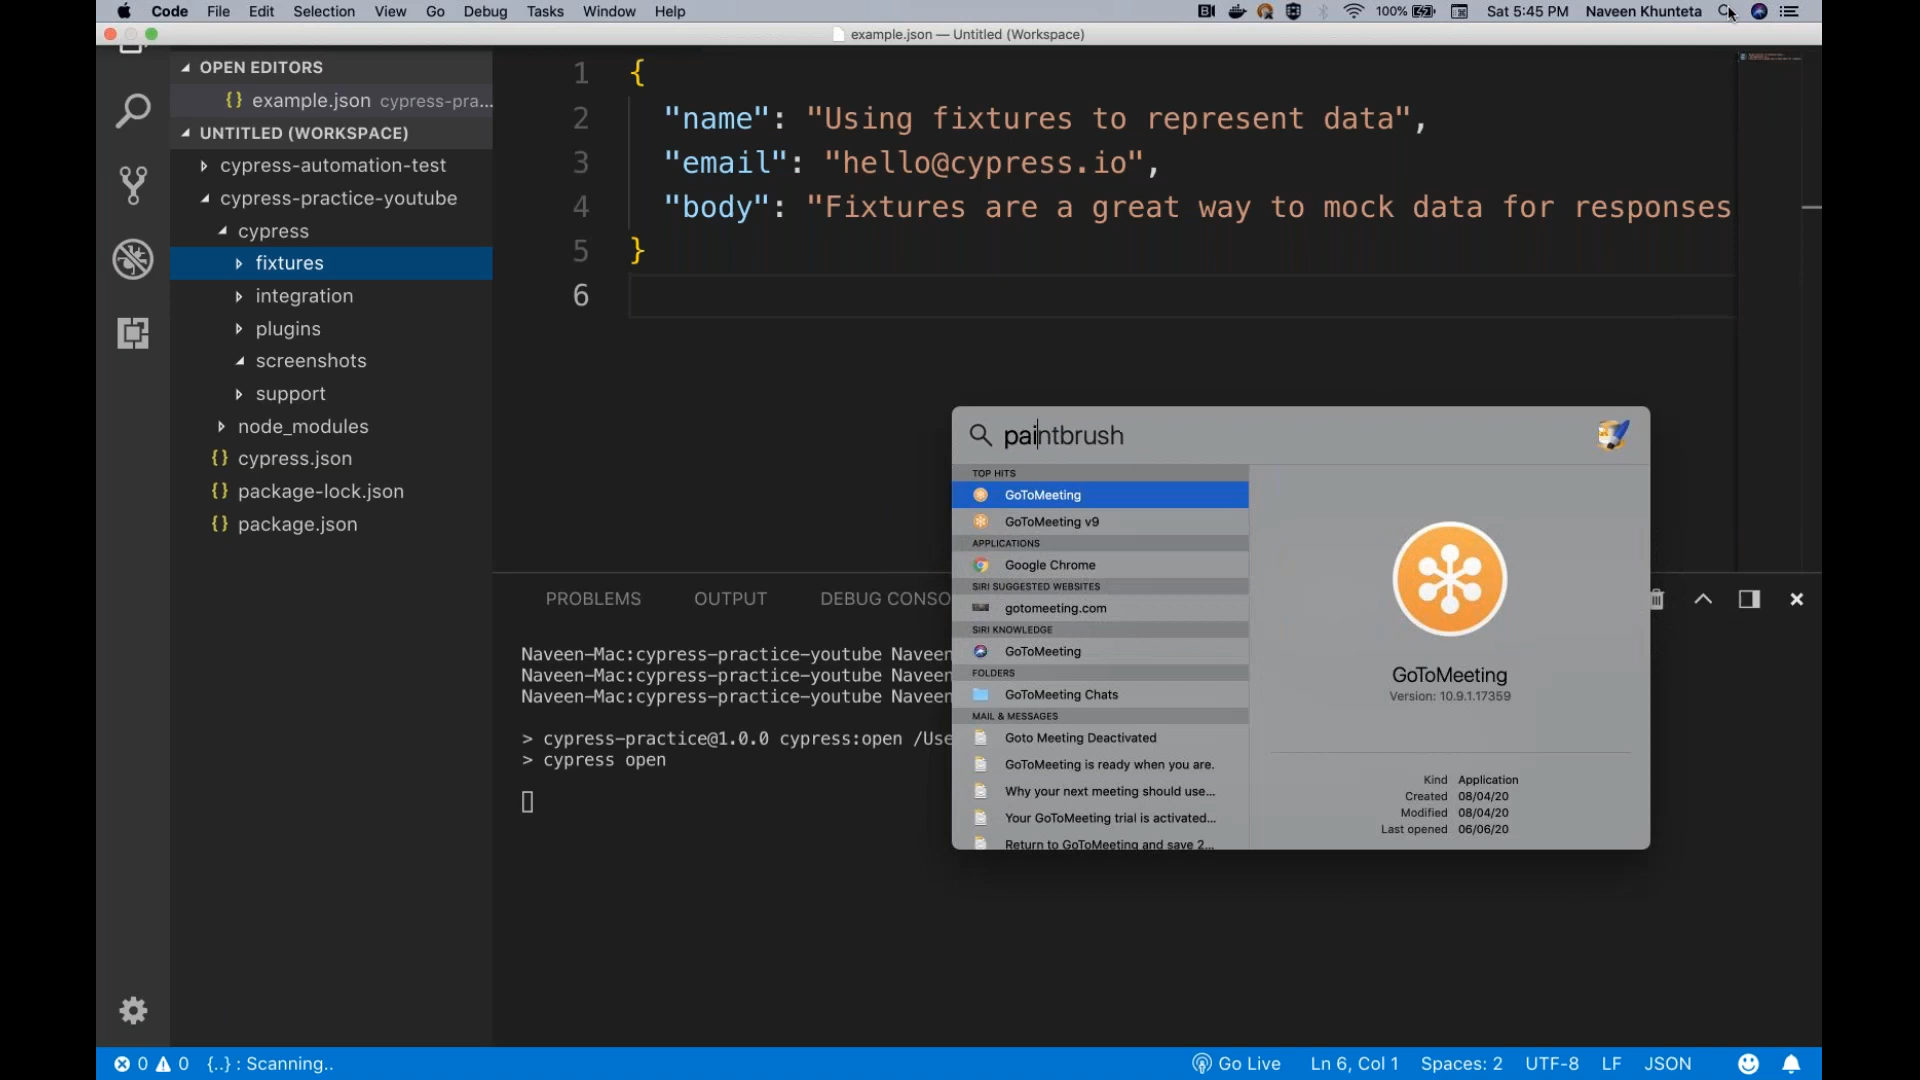 Code File Edit Selection View Go Debug Tasks Window Help 100% Sat 5:45 PM Naveen Khunteta
example.json — Untitled (Workspace)
OPEN EDITORS
{} example.json cypress-pra...
UNTITLED (WORKSPACE)
cypress-automation-test
cypress-practice-youtube
cypress
fixtures
integration
plugins
screenshots
support
node_modules
{} cypress.json
{} package-lock.json
{} package.json
1 {
2 "name": "Using fixtures to represent data",
3 "email": "hello@cypress.io",
4 "body": "Fixtures are a great way to mock data for responses
5 }
6
paintbrush
TOP HITS
GoToMeeting
GoToMeeting v9
APPLICATIONS
Google Chrome
SIRI SUGGESTED WEBSITES
gotomeeting.com
SIRI KNOWLEDGE
GoToMeeting
FOLDERS
GoToMeeting Chats
MAIL & MESSAGES
Goto Meeting Deactivated
GoToMeeting is ready when you are.
Why your next meeting should use...
Your GoToMeeting trial is activated...
Return to GoToMeeting and save 2...
GoToMeeting
Version: 10.9.1.17359
Kind Application
Created 08/04/20
Modified 08/04/20
Last opened 06/06/20
PROBLEMS OUTPUT DEBUG CONSO
Naveen-Mac:cypress-practice-youtube Naveen
Naveen-Mac:cypress-practice-youtube Naveen
Naveen-Mac:cypress-practice-youtube Naveen
> cypress-practice@1.0.0 cypress:open /Use
> cypress open
0 0 {..} : Scanning.. Go Live Ln 6, Col 1 Spaces: 2 UTF-8 LF JSON